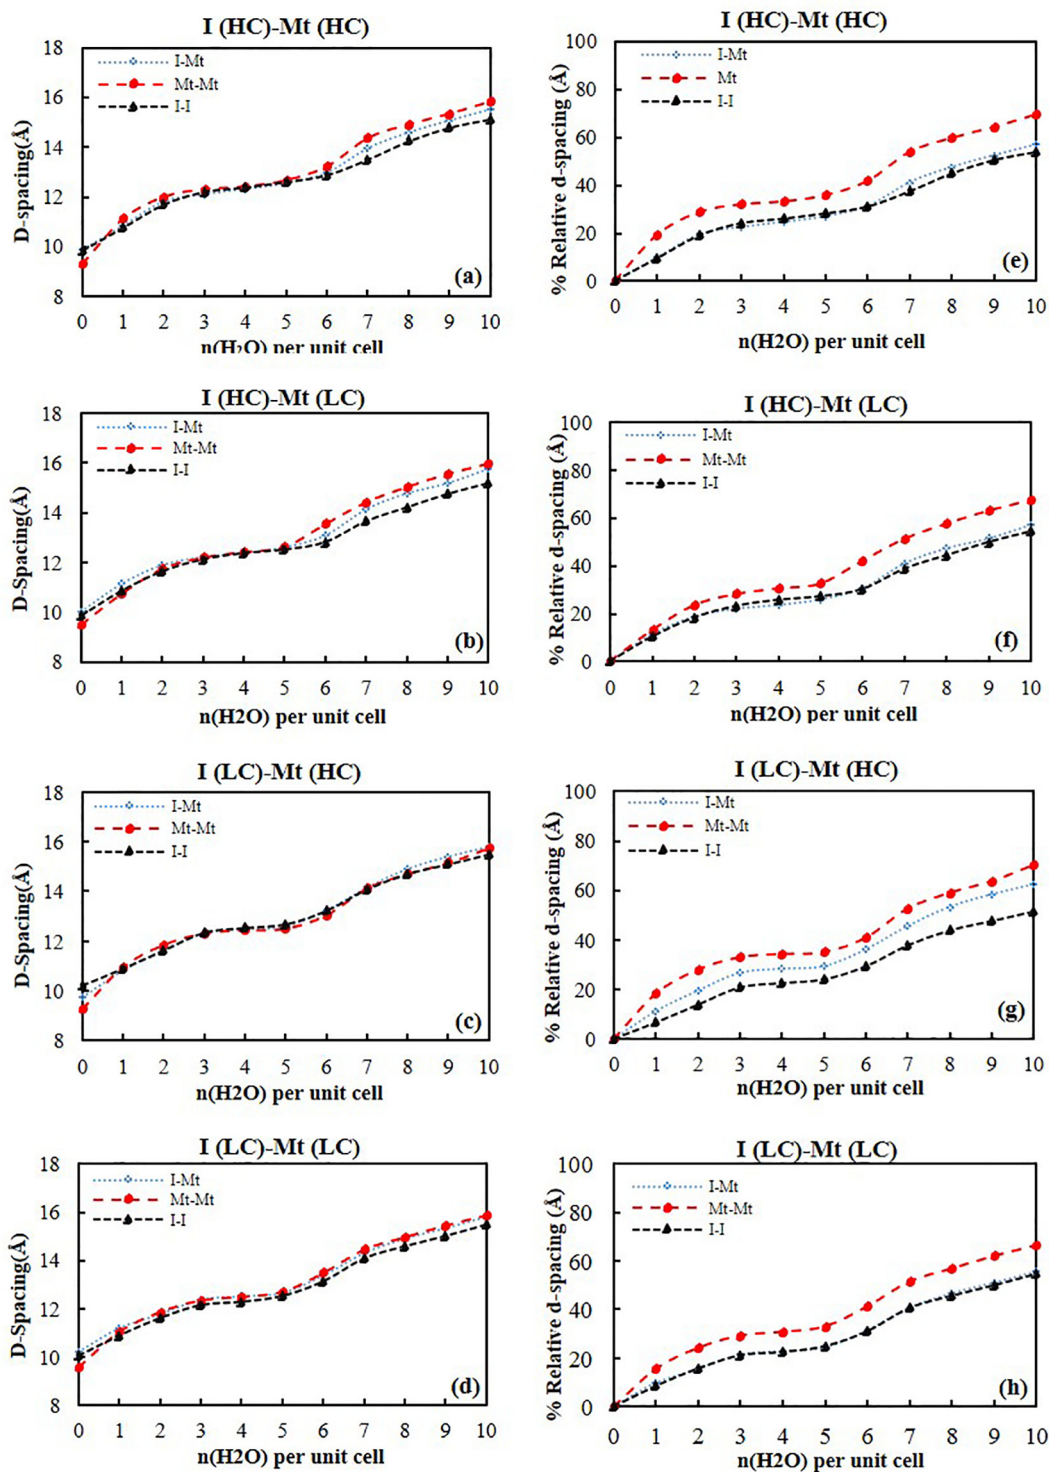 I (HC)-Mt (HC)
D-spacing(Å)
18
16
14
12
10
8
I-Mt
Mt-Mt
I-I
(a)
0 1 2 3 4 5 6 7 8 9 10
n(H2O) per unit cell
I (HC)-Mt (HC)
% Relative d-spacing (Å)
100
80
60
40
20
0
I-Mt
Mt
I-I
(e)
0 1 2 3 4 5 6 7 8 9 10
n(H2O) per unit cell
I (HC)-Mt (LC)
D-Spacing(Å)
18
16
14
12
10
8
I-Mt
Mt-Mt
I-I
(b)
0 1 2 3 4 5 6 7 8 9 10
n(H2O) per unit cell
I (HC)-Mt (LC)
% Relative d-spacing (Å)
100
80
60
40
20
0
I-Mt
Mt-Mt
I-I
(f)
0 1 2 3 4 5 6 7 8 9 10
n(H2O) per unit cell
I (LC)-Mt (HC)
D-Spacing(Å)
18
16
14
12
10
8
I-Mt
Mt-Mt
I-I
(c)
0 1 2 3 4 5 6 7 8 9 10
n(H2O) per unit cell
I (LC)-Mt (HC)
% Relative d-spacing (Å)
100
80
60
40
20
0
I-Mt
Mt-Mt
I-I
(g)
0 1 2 3 4 5 6 7 8 9 10
n(H2O) per unit cell
I (LC)-Mt (LC)
D-Spacing(Å)
18
16
14
12
10
8
I-Mt
Mt-Mt
I-I
(d)
0 1 2 3 4 5 6 7 8 9 10
n(H2O) per unit cell
I (LC)-Mt (LC)
% Relative d-spacing (Å)
100
80
60
40
20
0
I-Mt
Mt-Mt
I-I
(h)
0 1 2 3 4 5 6 7 8 9 10
n(H2O) per unit cell